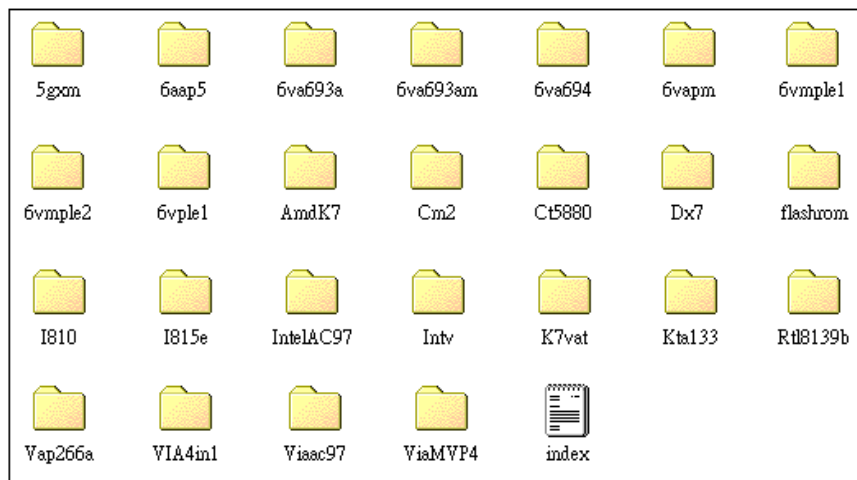 5gxm 6aap5 6va693a 6va693am 6va694 6vapm 6vmple1
6vmple2 6vple1 AmdK7 Cm2 Ct5880 Dx7 flashrom
I810 I815e IntelAC97 Intv K7vat Kta133 Rtl8139b
Vap266a VIA4in1 Viaac97 ViaMVP4 index